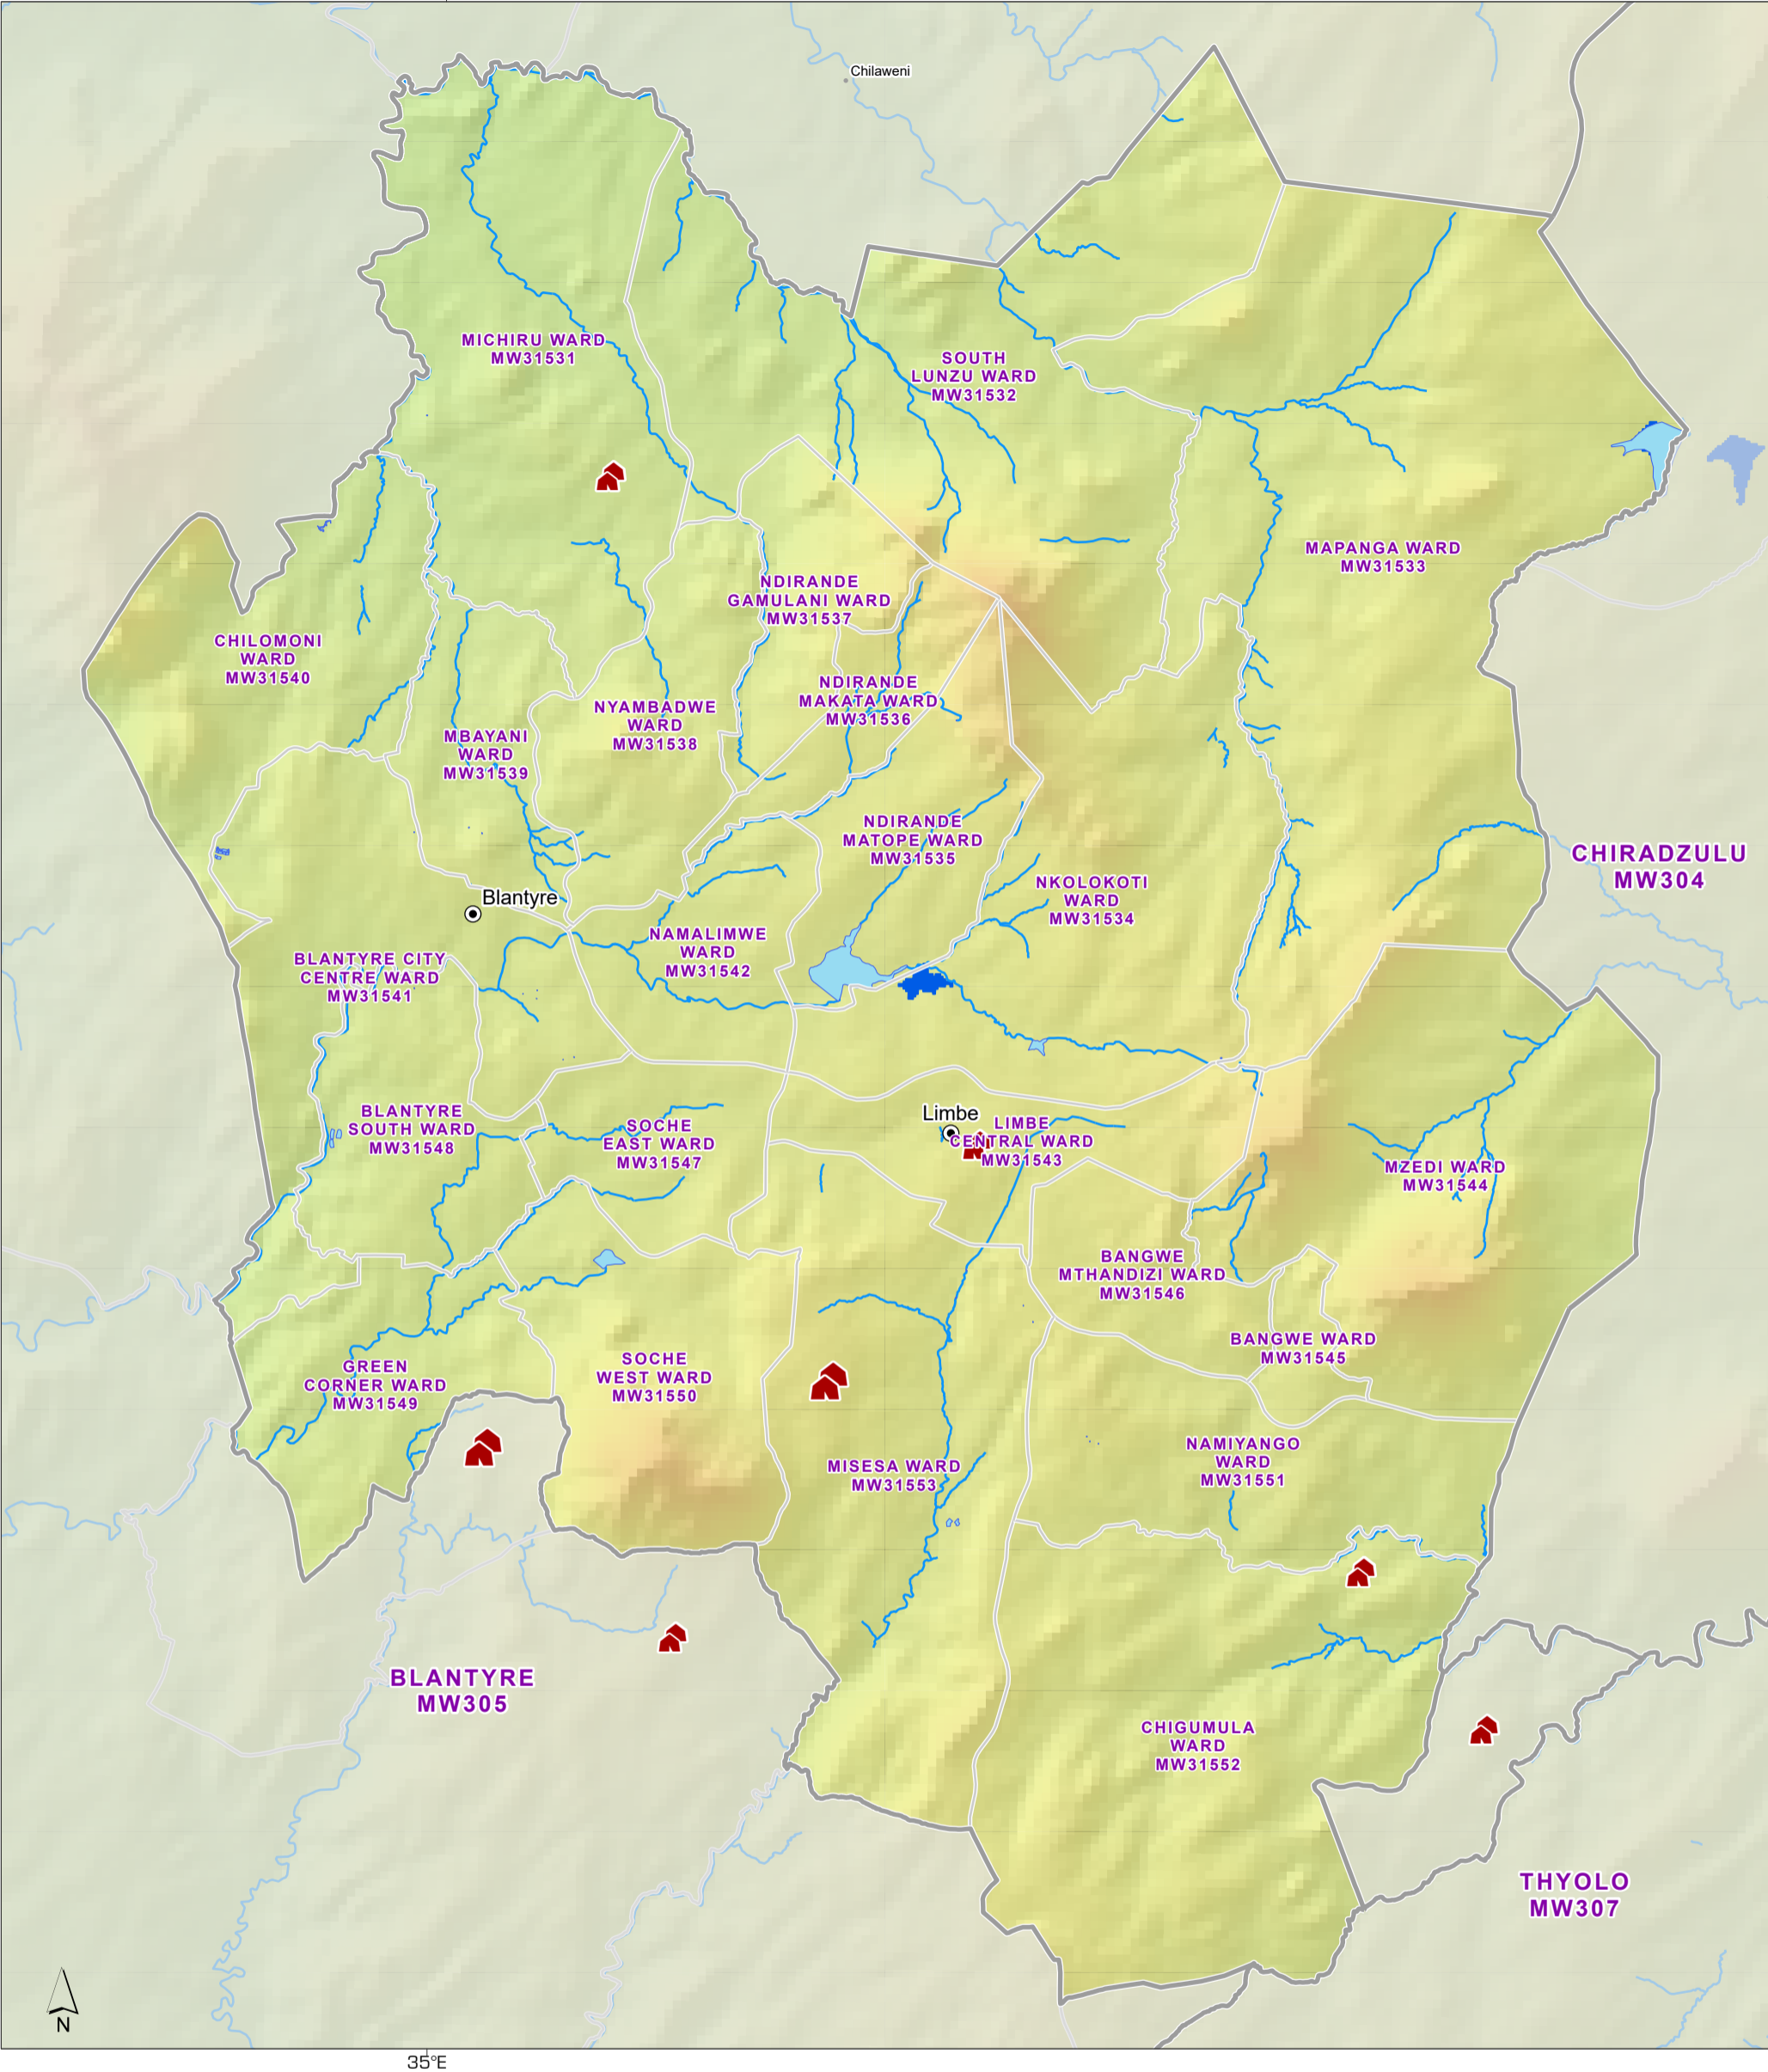 Chilaweni
MICHIRU WARD
MW31531
SOUTH
LUNZU WARD
MW31532
MAPANGA WARD
MW31533
NDIRANDE
GAMULANI WARD
MW31537
CHILOMONI
WARD
MW31540
NDIRANDE
MAKATA WARD
MW31536
NYAMBADWE
WARD
MW31538
MBAYANI
WARD
MW31539
NDIRANDE
MATOPE WARD
MW31535
CHIRADZULU
MW304
NKOLOKOTI
WARD
MW31534
Blantyre
NAMALIMWE
WARD
MW31542
BLANTYRE CITY
CENTRE WARD
MW31541
BLANTYRE
SOUTH WARD
MW31548
SOCHE
EAST WARD
MW31547
Limbe
LIMBE
CENTRAL WARD
MW31543
MZEDI WARD
MW31544
BANGWE
MTHANDIZI WARD
MW31546
BANGWE WARD
MW31545
GREEN
CORNER WARD
MW31549
SOCHE
WEST WARD
MW31550
MISESA WARD
MW31553
NAMIYANGO
WARD
MW31551
BLANTYRE
MW305
CHIGUMULA
WARD
MW31552
THYOLO
MW307
N
35°E